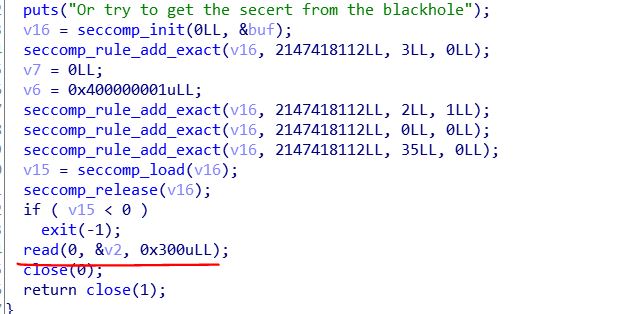 puts("Or try to get the secert from the blackhole");
v16 = seccomp_init(0LL, &buf);
seccomp_rule_add_exact(v16, 2147418112LL, 3LL, 0LL);
v7 = 0LL;
v6 = 0x400000001uLL;
seccomp_rule_add_exact(v16, 2147418112LL, 2LL, 1LL);
seccomp_rule_add_exact(v16, 2147418112LL, 0LL, 0LL);
seccomp_rule_add_exact(v16, 2147418112LL, 35LL, 0LL);
v15 = seccomp_load(v16);
seccomp_release(v16);
if ( v15 < 0 )
exit(-1);
read(0, &v2, 0x300uLL);
close(0);
return close(1);
}